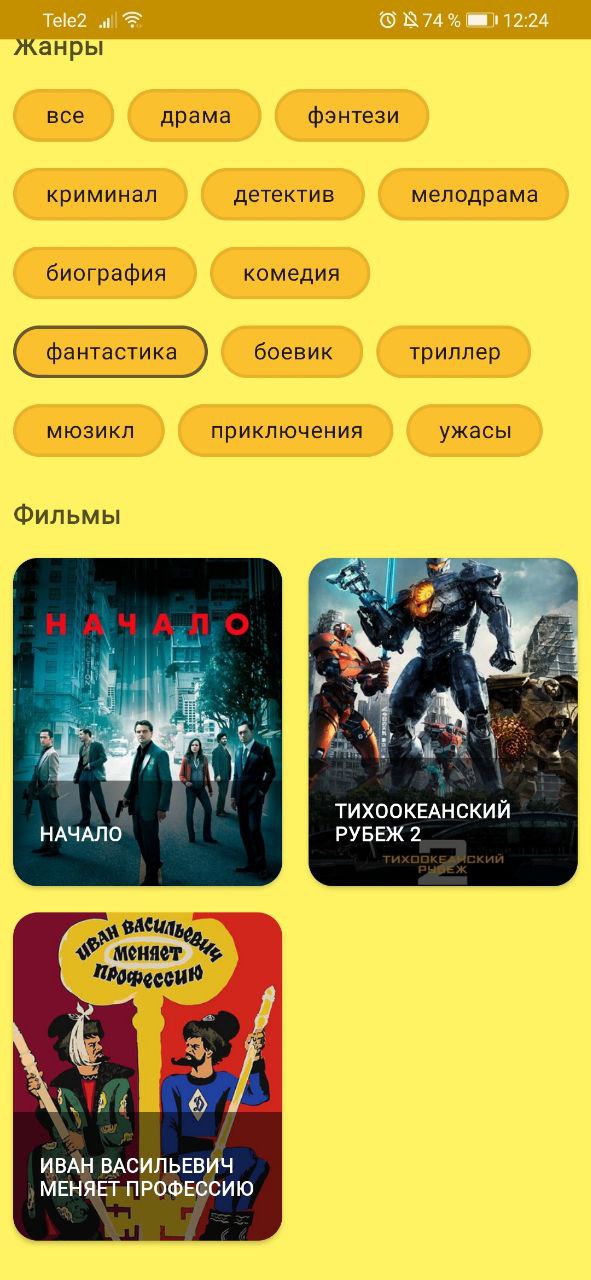 Tele2 74 % 12:24
Жанры
все драма фэнтези
криминал детектив мелодрама
биография комедия
фантастика боевик триллер
мюзикл приключения ужасы
Фильмы
НАЧАЛО
НАЧАЛО
ТИХООКЕАНСКИЙ
РУБЕЖ 2
2
ТИХООКЕАНСКИЙ
РУБЕЖ
ИВАН ВАСИЛЬЕВИЧ
МЕНЯЕТ
ПРОФЕССИЮ
Д
ИВАН ВАСИЛЬЕВИЧ
МЕНЯЕТ ПРОФЕССИЮ